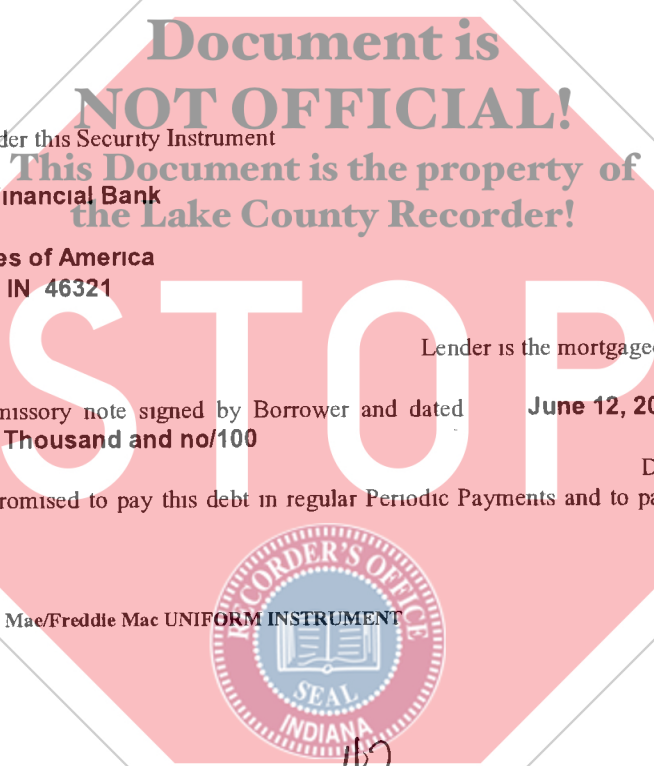 Document is
NOT OFFICIAL!
der this Security Instrument
This Document is the property of
inancial Bank
the Lake County Recorder!
es of America
IN 46321
STOP
Lender is the mortgage
missory note signed by Borrower and dated June 12, 20
Thousand and no/100
D
romised to pay this debt in regular Periodic Payments and to pa
Mae/Freddie Mac UNIFORM INSTRUMENT
RECORDER'S OFFICE
SEAL
INDIANA